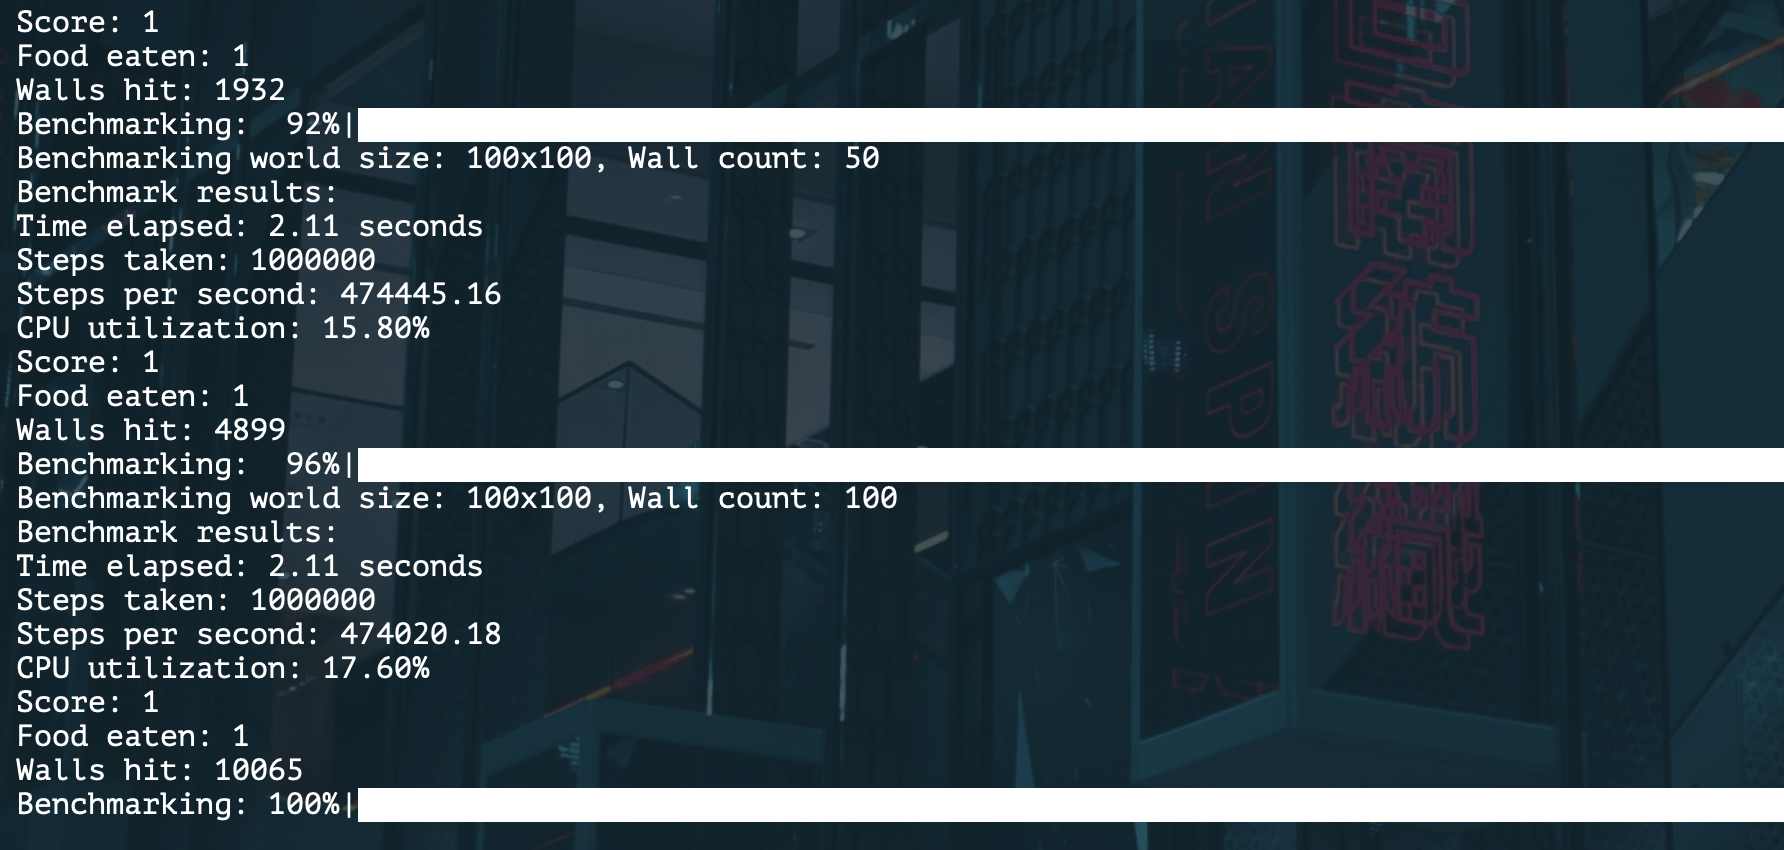 Score: 1
Food eaten: 1
Walls hit: 1932
Benchmarking:  92%|
Benchmarking world size: 100x100, Wall count: 50
Benchmark results:
Time elapsed: 2.11 seconds
Steps taken: 1000000
Steps per second: 474445.16
CPU utilization: 15.80%
Score: 1
Food eaten: 1
Walls hit: 4899
Benchmarking:  96%|
Benchmarking world size: 100x100, Wall count: 100
Benchmark results:
Time elapsed: 2.11 seconds
Steps taken: 1000000
Steps per second: 474020.18
CPU utilization: 17.60%
Score: 1
Food eaten: 1
Walls hit: 10065
Benchmarking: 100%|